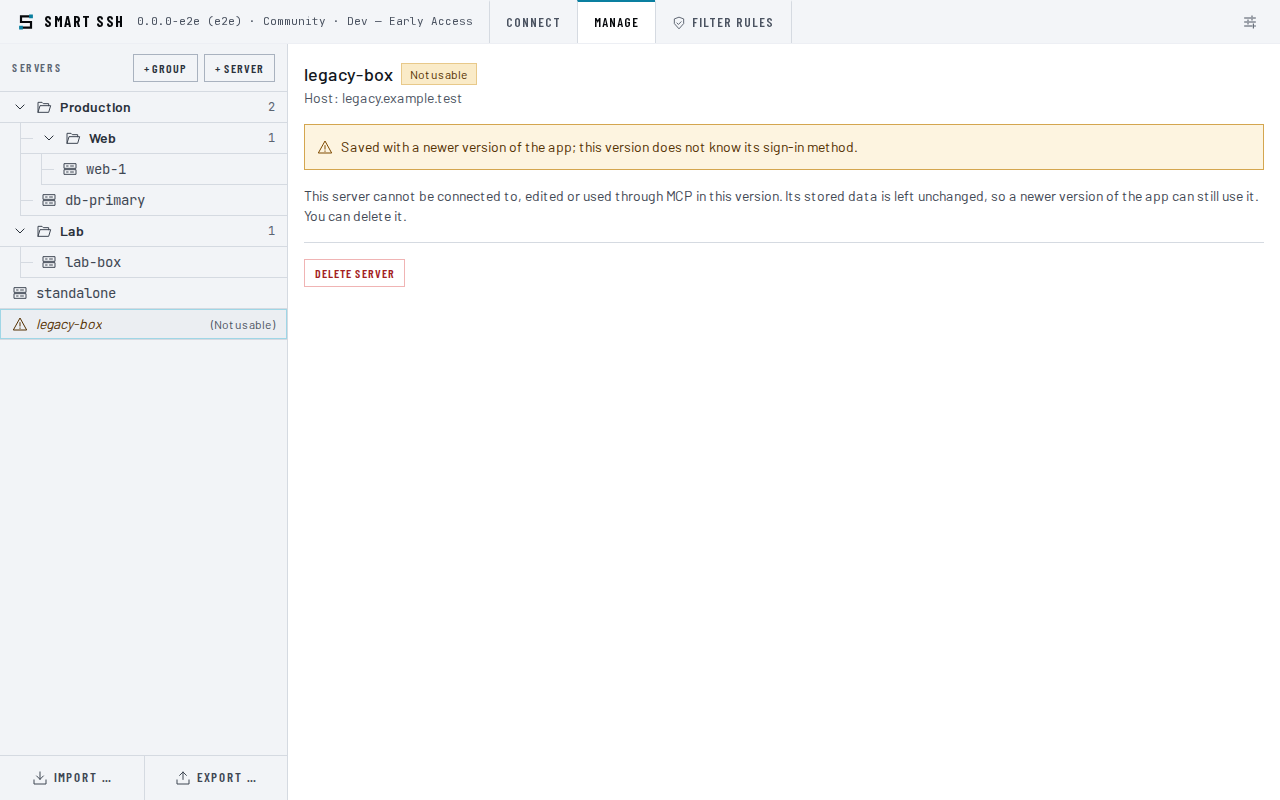 SMART SSH 0.0.0-e2e (e2e) · Community · Dev — Early Access CONNECT MANAGE FILTER RULES
SERVERS + GROUP + SERVER
Production 2
Web 1
web-1
db-primary
Lab 1
lab-box
standalone
legacy-box (Not usable)
IMPORT ... EXPORT ...
legacy-box Not usable
Host: legacy.example.test
Saved with a newer version of the app; this version does not know its sign-in method.
This server cannot be connected to, edited or used through MCP in this version. Its stored data is left unchanged, so a newer version of the app can still use it.
You can delete it.
DELETE SERVER